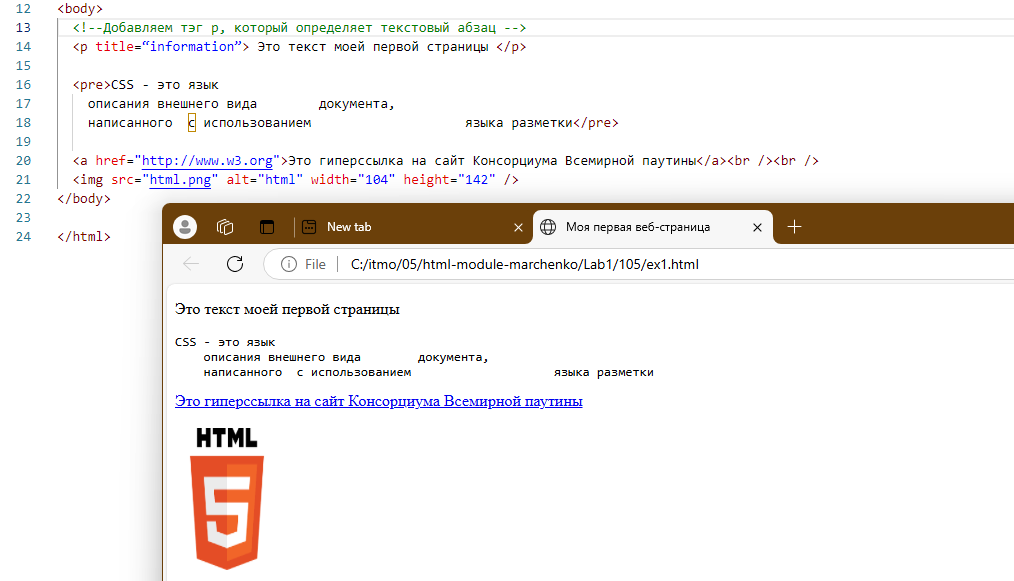 12 <body>
13 <!--Добавляем тэг p, который определяет текстовый абзац -->
14 <p title=“information”> Это текст моей первой страницы </p>
15
16 <pre>CSS - это язык
17 описания внешнего вида        документа,
18 написанного  с использованием                    языка разметки</pre>
19
20 <a href="http://www.w3.org">Это гиперссылка на сайт Консорциума Всемирной паутины</a><br /><br />
21 <img src="html.png" alt="html" width="104" height="142" />
22 </body>
23
24 </html>
New tab
Моя первая веб-страница
File
C:/itmo/05/html-module-marchenko/Lab1/105/ex1.html
Это текст моей первой страницы
CSS - это язык
описания внешнего вида        документа,
написанного  с использованием                    языка разметки
Это гиперссылка на сайт Консорциума Всемирной паутины
HTML
5